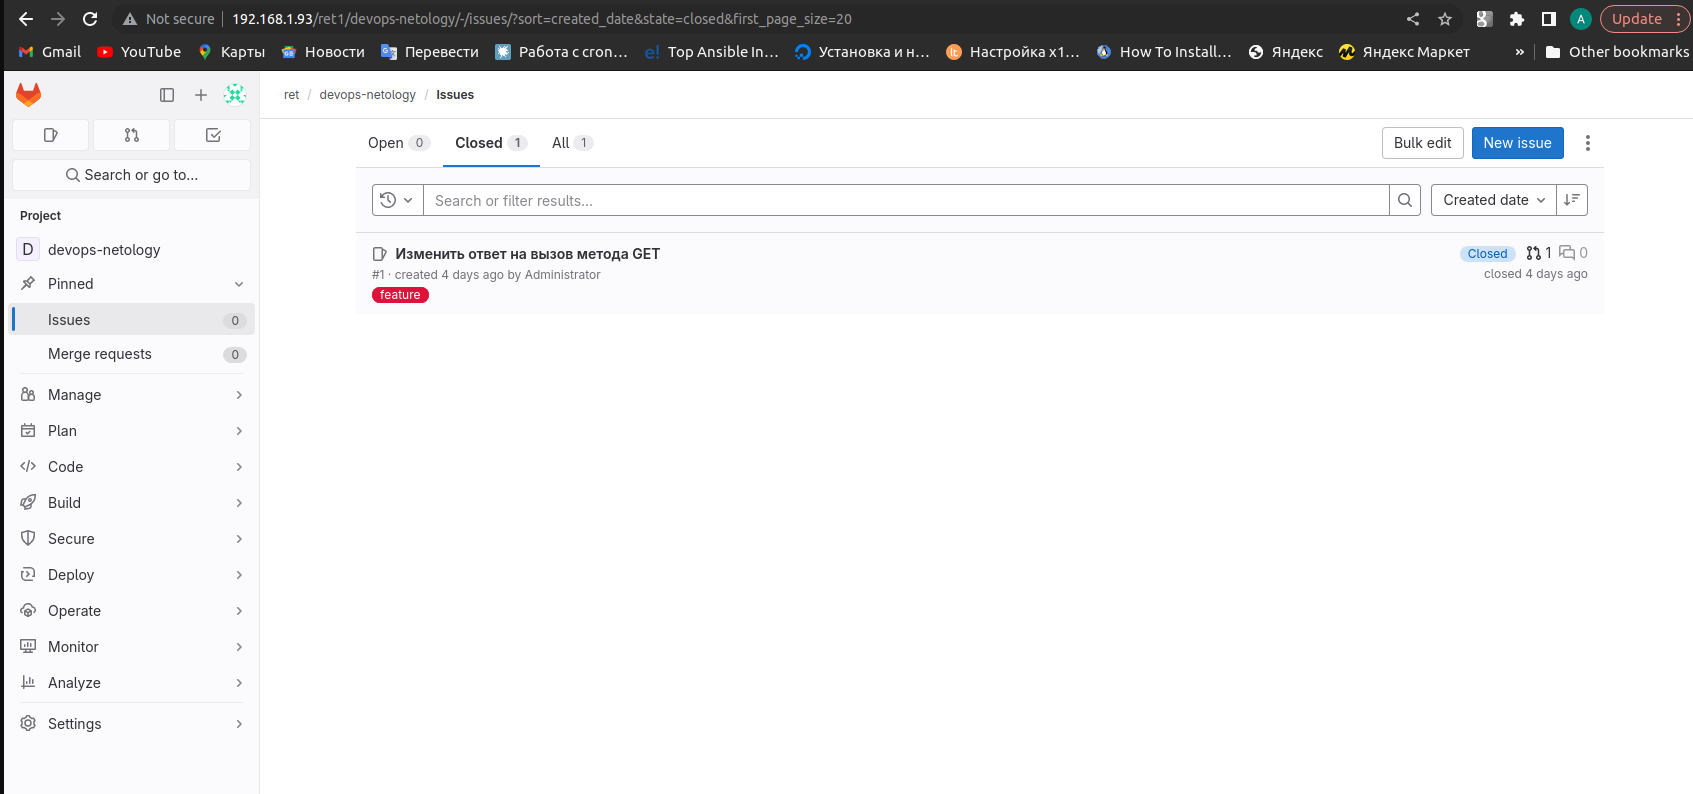 Not secure 192.168.1.93/ret1/devops-netology/-/issues/?sort=created_date&state=closed&first_page_size=20 A Update
Gmail YouTube Карты Новости Перевести Работа с cron... Top Ansible In... Установка и н... Настройка x1... How To Install... Яндекс Яндекс Маркет » Other bookmarks
ret / devops-netology / Issues
Search or go to...
Project
D devops-netology
Pinned
Issues 0
Merge requests 0
Manage
Plan
Code
Build
Secure
Deploy
Operate
Monitor
Analyze
Settings
Open 0 Closed 1 All 1 Bulk edit New issue
Search or filter results... Created date
Изменить ответ на вызов метода GET Closed 1 0
#1 · created 4 days ago by Administrator closed 4 days ago
feature